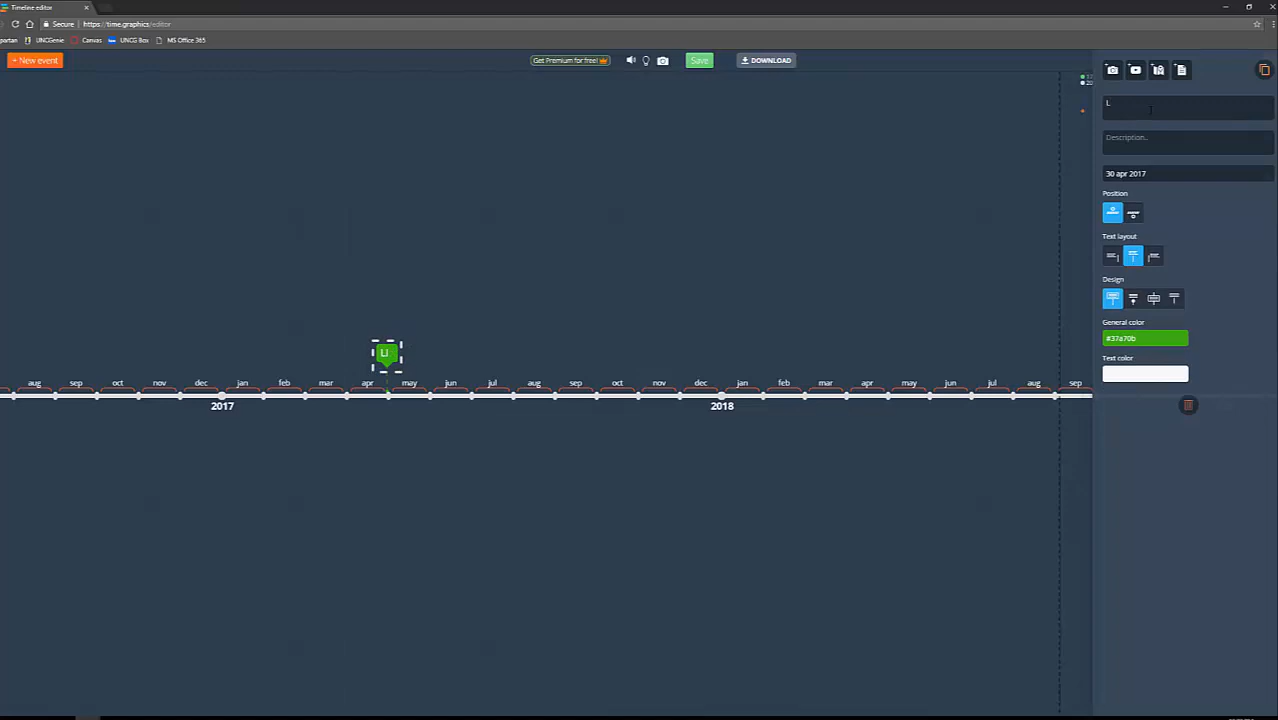 Timeline editor
Secure https://time.graphics/editor
portan UNCGenie Canvas UNCG Box MS Office 365
+ New event Get Premium for free! Save DOWNLOAD
L
Description..
30 apr 2017
Position
Text layout
Design
General color
#37a70b
Text color
LI
aug sep oct nov dec jan feb mar apr may jun jul aug sep oct nov dec jan feb mar apr may jun jul aug sep
2017 2018